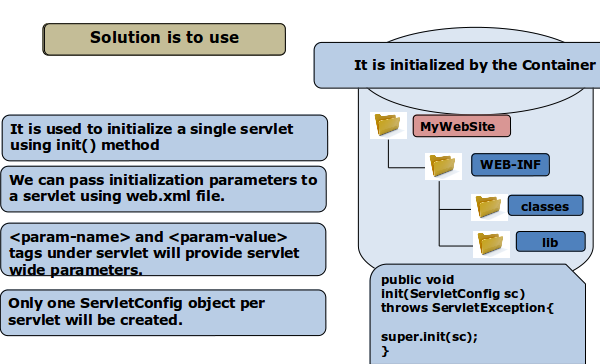 Solution is to use
It is initialized by the Container
It is used to initialize a single servlet
using init() method
We can pass initialization parameters to
a servlet using web.xml file.
<param-name> and <param-value>
tags under servlet will provide servlet
wide parameters.
Only one ServletConfig object per
servlet will be created.
MyWebSite
WEB-INF
classes
lib
public void
init(ServletConfig sc)
throws ServletException{
super.init(sc);
}